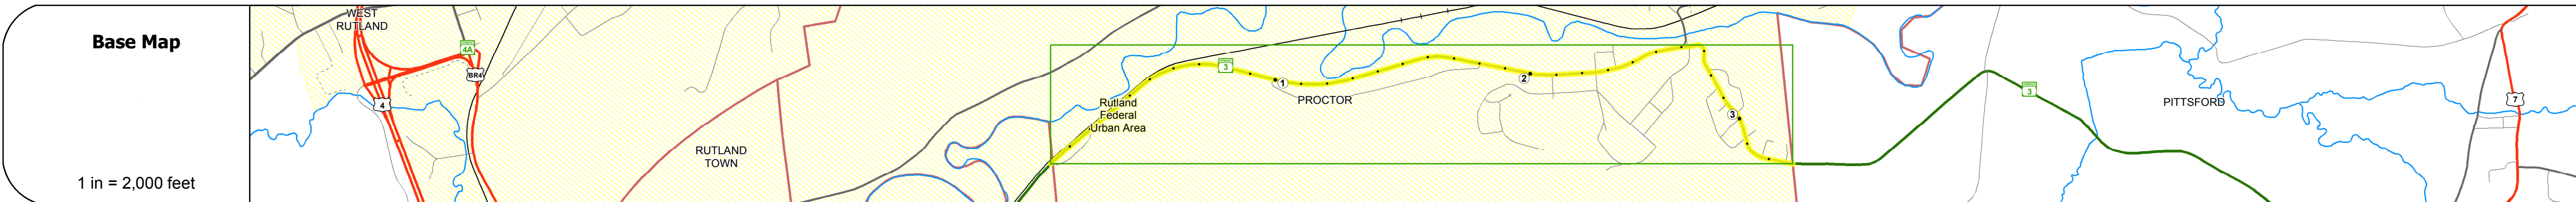 Base Map
1 in = 2,000 feet
WEST
RUTLAND
4A
BR4
4
RUTLAND
TOWN
Rutland
Federal
Urban Area
3
1
PROCTOR
2
3
3
PITTSFORD
7